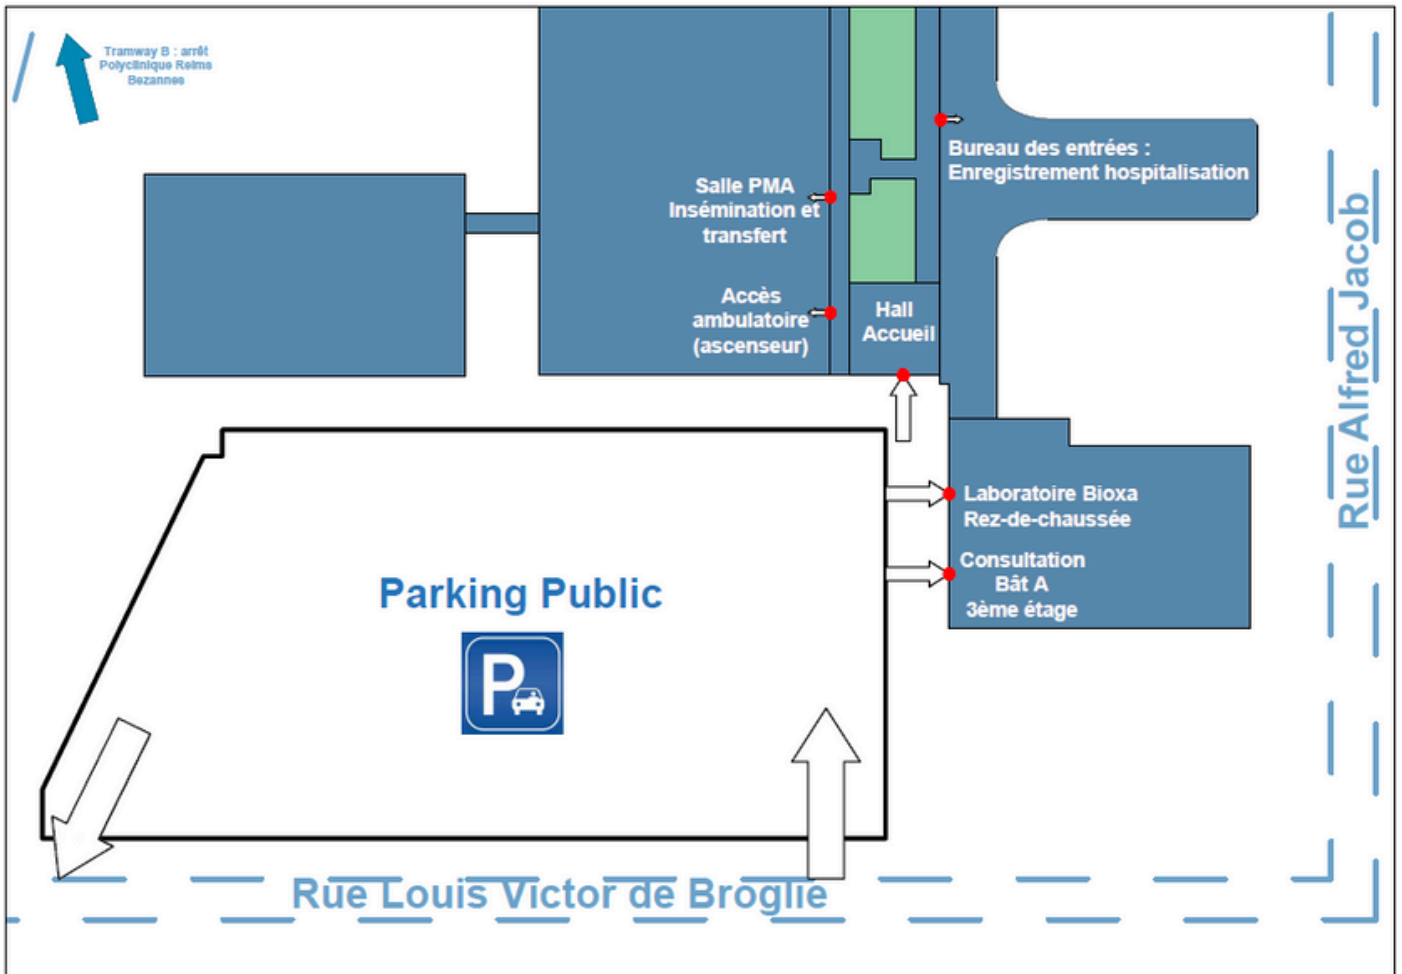 Tramway B : arrêt
Polyclinique Reims
Bezannes
Bureau des entrées :
Enregistrement hospitalisation
Salle PMA
Insémination et
transfert
Accès
ambulatoire
(ascenseur)
Hall
Accueil
Rue Alfred Jacob
Laboratoire Bioxa
Rez-de-chaussée
Consultation
Bât A
3ème étage
Parking Public
P
Rue Louis Victor de Broglie